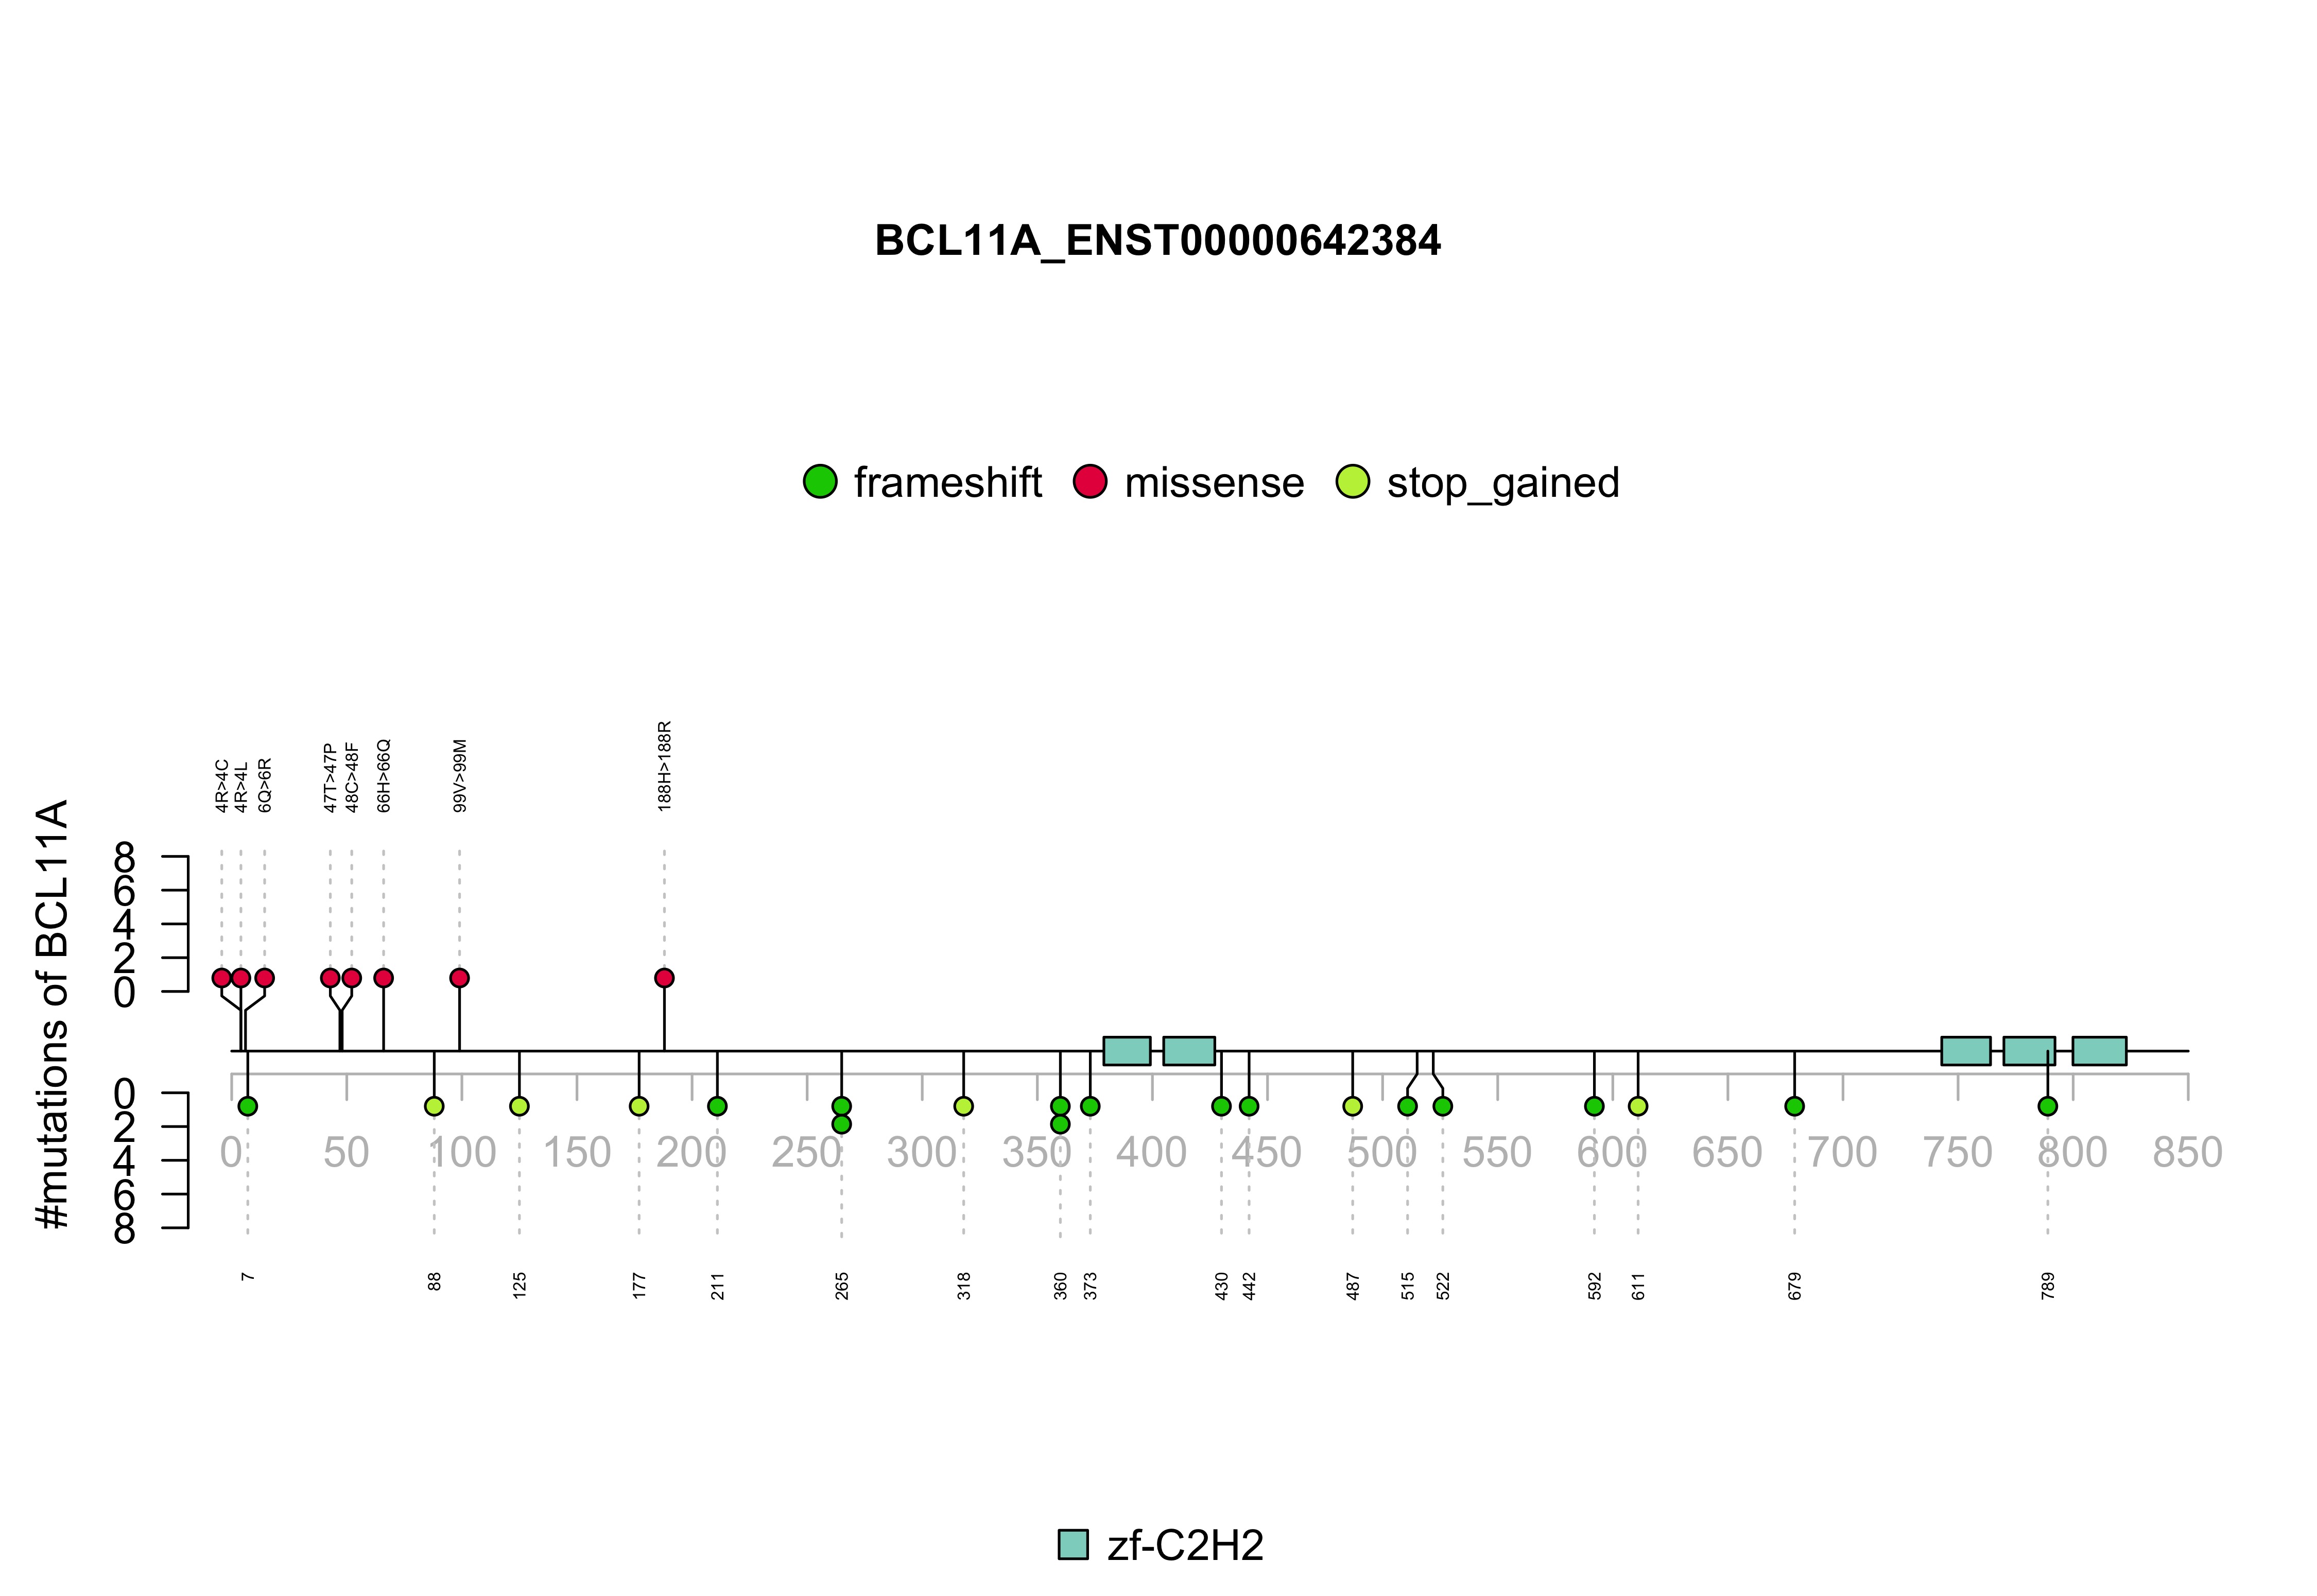 BCL11A_ENST00000642384
frameshift missense stop_gained
4R>4C
4R>4L
6Q>6R
47T>47P
48C>48F
66H>66Q
99V>99M
188H>188R
#mutations of BCL11A
8
6
4
2
0
0
2
4
6
8
0 50 100 150 200 250 300 350 400 450 500 550 600 650 700 750 800 850
7
88
125
177
211
265
318
360
373
430
442
487
515
522
592
611
679
789
zf-C2H2